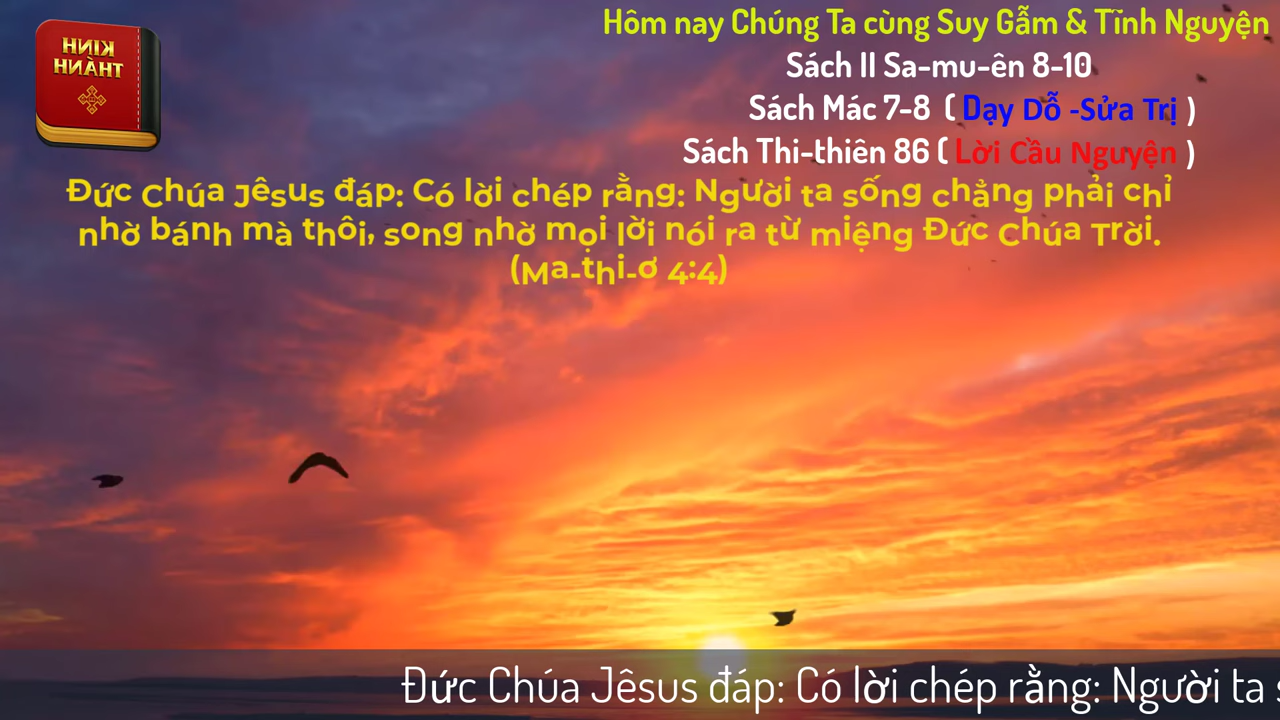 KINH
THÀNH
Hôm nay Chúng Ta cùng Suy Gẫm & Tĩnh Nguyện
Sách II Sa-mu-ên 8-10
Sách Mác 7-8 ( Dạy Dỗ -Sửa Trị )
Sách Thi-thiên 86 ( Lời Cầu Nguyện )
Đức Chúa Jêsus đáp: Có lời chép rằng: Người ta sống chẳng phải chỉ
nhờ bánh mà thôi, song nhờ mọi lời nói ra từ miệng Đức Chúa Trời.
(Ma-thi-ơ 4:4)
Đức Chúa Jêsus đáp: Có lời chép rằng: Người ta